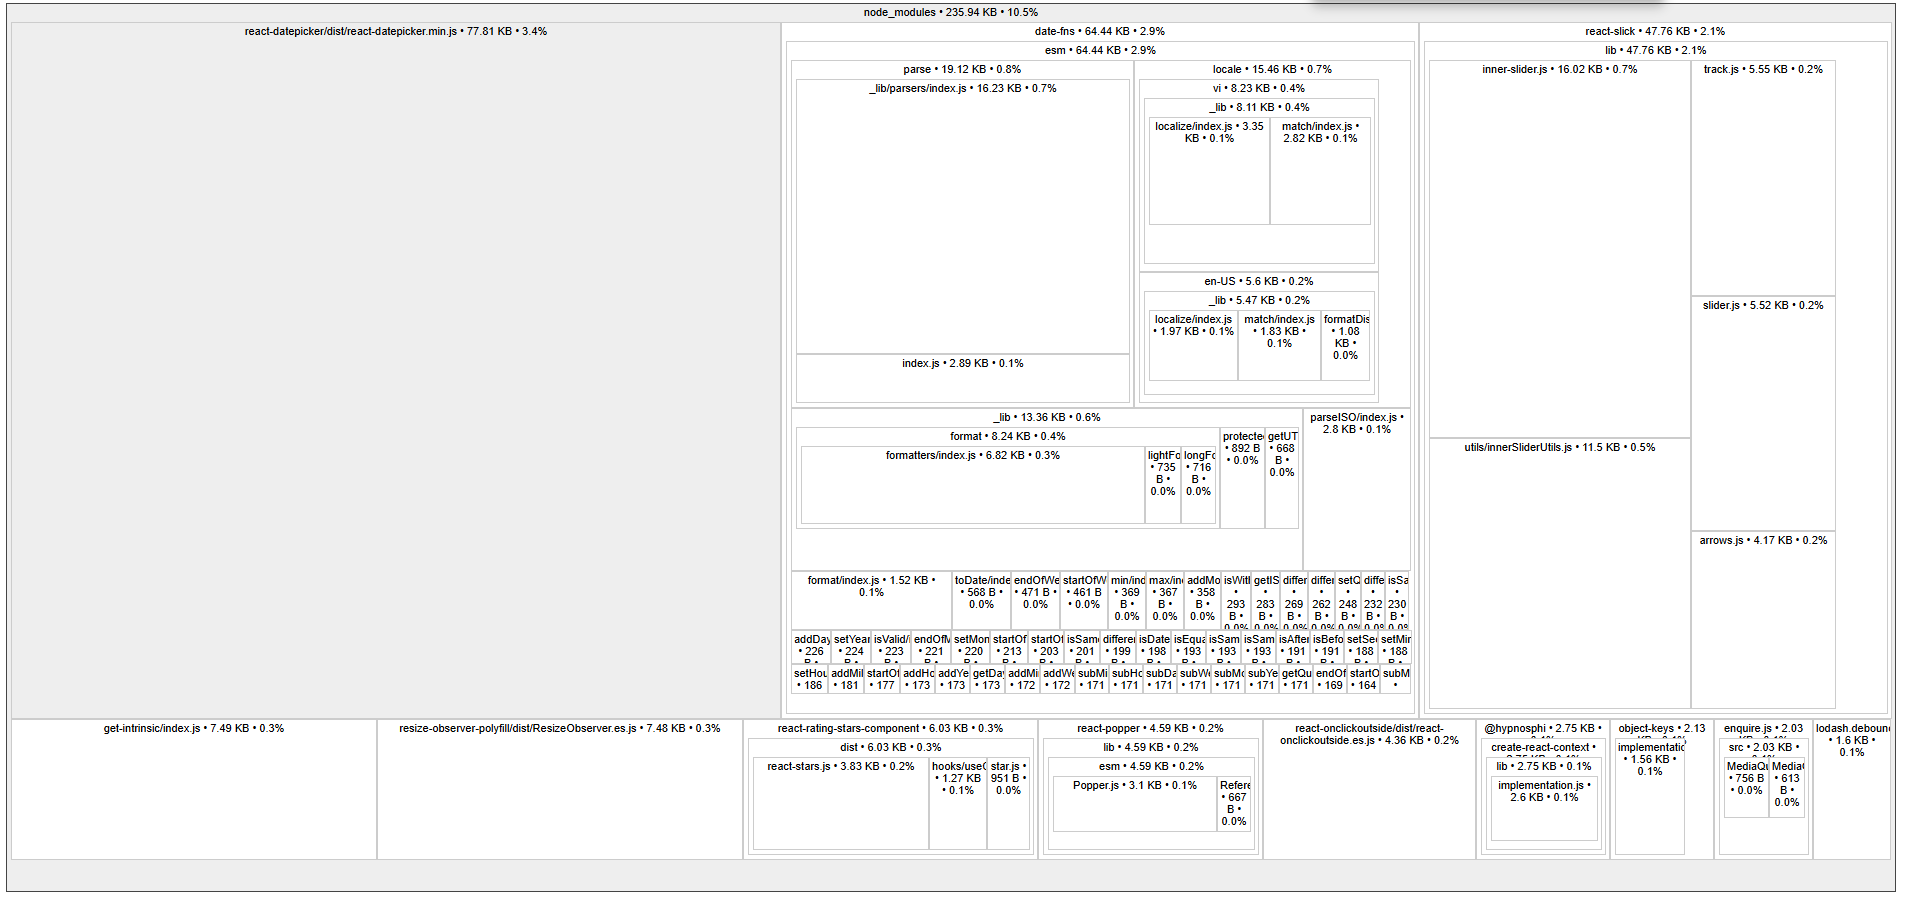 node_modules • 235.94 KB • 10.5%
react-datepicker/dist/react-datepicker.min.js • 77.81 KB • 3.4%
date-fns • 64.44 KB • 2.9%
esm • 64.44 KB • 2.9%
parse • 19.12 KB • 0.8%
_lib/parsers/index.js • 16.23 KB • 0.7%
index.js • 2.89 KB • 0.1%
locale • 15.46 KB • 0.7%
vi • 8.23 KB • 0.4%
_lib • 8.11 KB • 0.4%
localize/index.js • 3.35
KB • 0.1%
match/index.js •
2.82 KB • 0.1%
en-US • 5.6 KB • 0.2%
_lib • 5.47 KB • 0.2%
localize/index.js
• 1.97 KB • 0.1%
match/index.js
• 1.83 KB •
0.1%
formatDis
• 1.08
KB •
0.0%
_lib • 13.36 KB • 0.6%
format • 8.24 KB • 0.4%
formatters/index.js • 6.82 KB • 0.3%
lightFo
• 735
B •
0.0%
longFo
• 716
B •
0.0%
protecte
• 892 B
• 0.0%
getUT
• 668
B •
0.0%
parseISO/index.js •
2.8 KB • 0.1%
format/index.js • 1.52 KB •
0.1%
toDate/inde
• 568 B •
0.0%
endOfWe
• 471 B •
0.0%
startOfW
• 461 B
• 0.0%
min/ind
• 369
B •
0.0%
max/in
• 367
B •
0.0%
addMo
• 358
B •
0.0%
isWit
•
293
B •
0.0%
getIS
•
283
B •
0.0%
differ
•
269
B •
0.0%
differ
•
262
B •
0.0%
setQ
•
248
B •
0.0%
diffe
•
232
B •
0.0%
isSa
•
230
B •
0.0%
addDay
• 226
B •
setYear
• 224
B •
isValid/i
• 223
B •
endOfM
• 221
B •
setMon
• 220
B •
startOf
• 213
B •
startOf
• 203
B •
isSame
• 201
B •
differen
• 199
B •
isDate
• 198
B •
isEqua
• 193
B •
isSam
• 193
B •
isSam
• 193
B •
isAfter
• 191
B •
isBefo
• 191
B •
setSec
• 188
B •
setMin
• 188
B •
setHou
• 186
addMil
• 181
startOf
• 177
addHo
• 173
addYe
• 173
getDay
• 173
addMi
• 172
addWe
• 172
subMi
• 171
subHo
• 171
subDa
• 171
subWe
• 171
subMo
• 171
subYe
• 171
getQu
• 171
endOf
• 169
startO
• 164
subM
•
react-slick • 47.76 KB • 2.1%
lib • 47.76 KB • 2.1%
inner-slider.js • 16.02 KB • 0.7%
utils/innerSliderUtils.js • 11.5 KB • 0.5%
track.js • 5.55 KB • 0.2%
slider.js • 5.52 KB • 0.2%
arrows.js • 4.17 KB • 0.2%
get-intrinsic/index.js • 7.49 KB • 0.3%
resize-observer-polyfill/dist/ResizeObserver.es.js • 7.48 KB • 0.3%
react-rating-stars-component • 6.03 KB • 0.3%
dist • 6.03 KB • 0.3%
react-stars.js • 3.83 KB • 0.2%
hooks/use
• 1.27 KB
• 0.1%
star.js •
951 B •
0.0%
react-popper • 4.59 KB • 0.2%
lib • 4.59 KB • 0.2%
esm • 4.59 KB • 0.2%
Popper.js • 3.1 KB • 0.1%
Refere
• 667
B •
0.0%
react-onclickoutside/dist/react-
onclickoutside.es.js • 4.36 KB • 0.2%
@hypnosphi • 2.75 KB •
create-react-context •
lib • 2.75 KB • 0.1%
implementation.js •
2.6 KB • 0.1%
object-keys • 2.13
implementatio
• 1.56 KB •
0.1%
enquire.js • 2.03
src • 2.03 KB •
MediaQu
• 756 B
• 0.0%
Media
• 613
B •
0.0%
lodash.deboun
• 1.6 KB •
0.1%